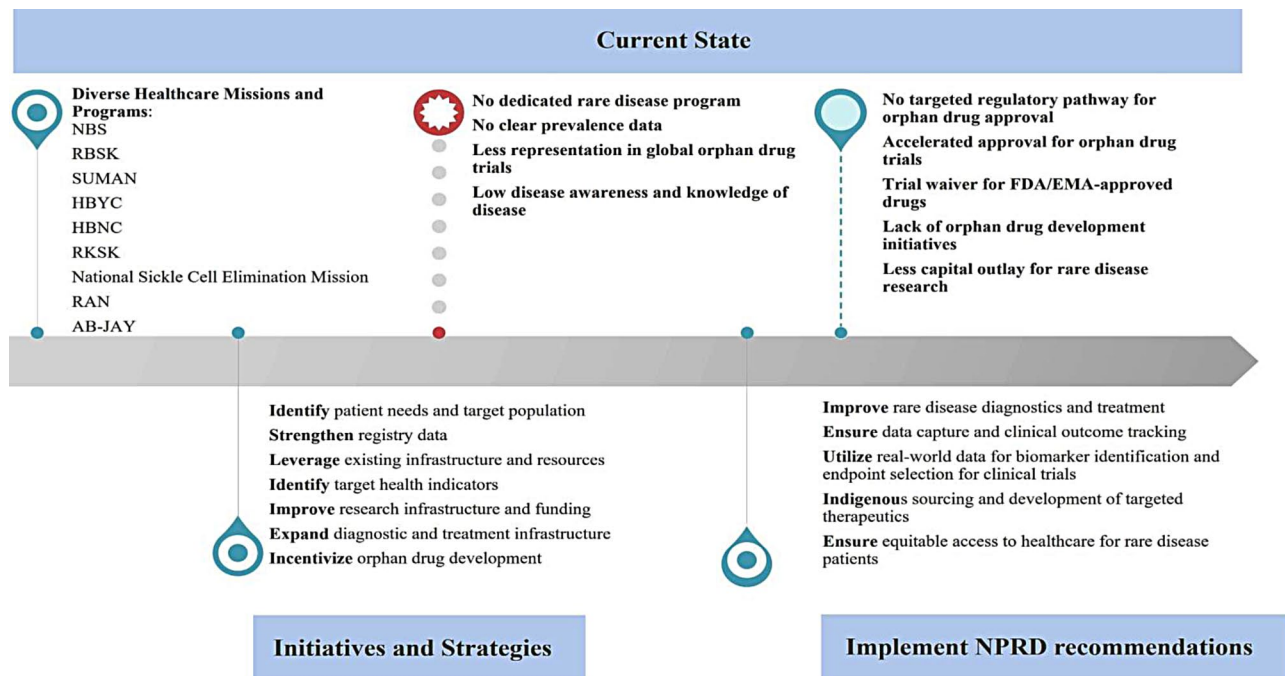 Current State
Diverse Healthcare Missions and
Programs:
NBS
RBSK
SUMAN
HBYC
HBNC
RKSK
National Sickle Cell Elimination Mission
RAN
AB-JAY
No dedicated rare disease program
No clear prevalence data
Less representation in global orphan drug
trials
Low disease awareness and knowledge of
disease
No targeted regulatory pathway for
orphan drug approval
Accelerated approval for orphan drug
trials
Trial waiver for FDA/EMA-approved
drugs
Lack of orphan drug development
initiatives
Less capital outlay for rare disease
research
Identify patient needs and target population
Strengthen registry data
Leverage existing infrastructure and resources
Identify target health indicators
Improve research infrastructure and funding
Expand diagnostic and treatment infrastructure
Incentivize orphan drug development
Improve rare disease diagnostics and treatment
Ensure data capture and clinical outcome tracking
Utilize real-world data for biomarker identification and
endpoint selection for clinical trials
Indigenous sourcing and development of targeted
therapeutics
Ensure equitable access to healthcare for rare disease
patients
Initiatives and Strategies
Implement NPRD recommendations